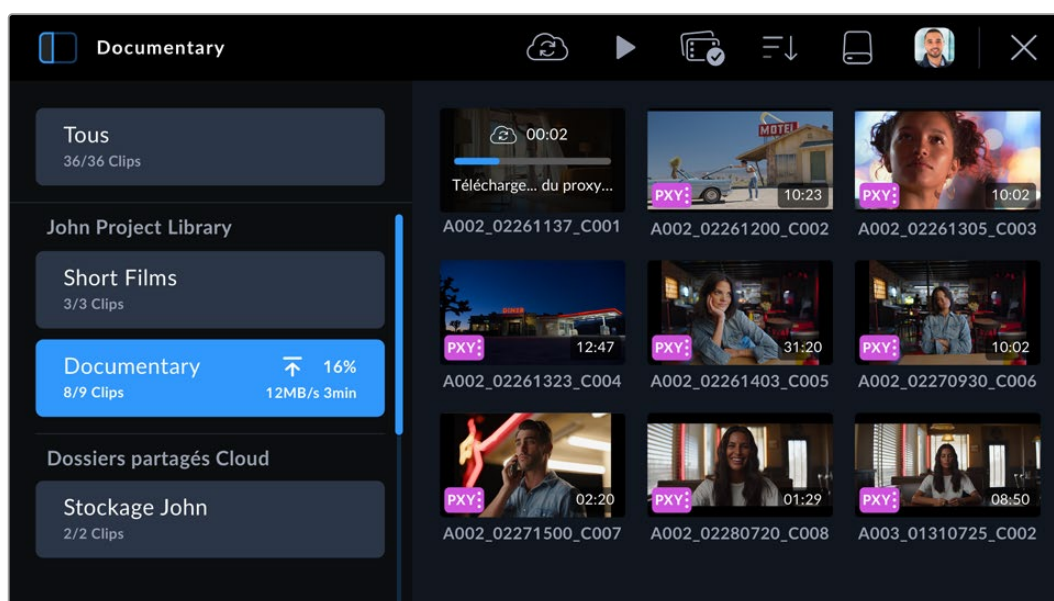 Documentary
Tous
36/36 Clips
John Project Library
Short Films
3/3 Clips
Documentary 16%
8/9 Clips 12MB/s 3min
Dossiers partagés Cloud
Stockage John
2/2 Clips
00:02
Télécharge... du proxy...
A002_02261137_C001
MOTEL
PXY 10:23
A002_02261200_C002
PXY 10:02
A002_02261305_C003
DINER
PXY 12:47
A002_02261323_C004
PXY 31:20
A002_02261403_C005
PXY 10:02
A002_02270930_C006
PXY 02:20
A002_02271500_C007
PXY 01:29
A002_02280720_C008
PXY 08:50
A003_01310725_C002